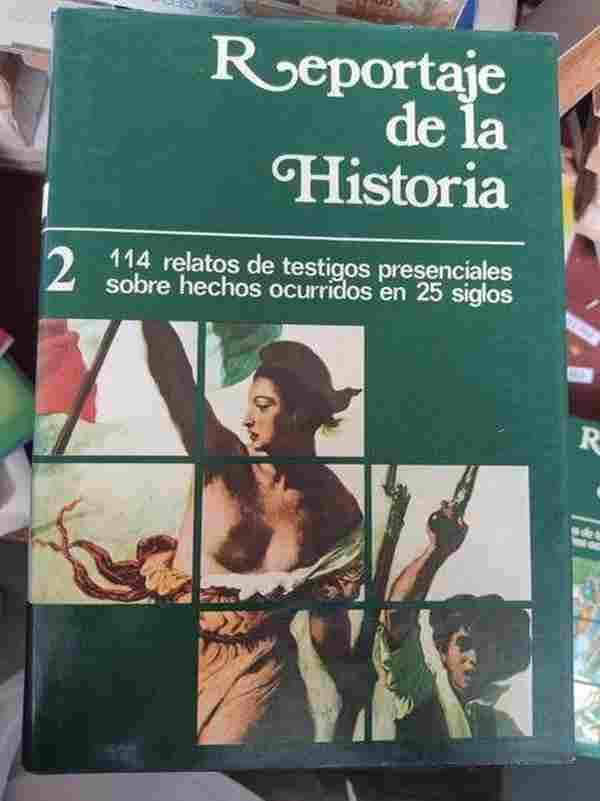 Reportaje
de la
Historia
2
114 relatos de testigos presenciales
sobre hechos ocurridos en 25 siglos